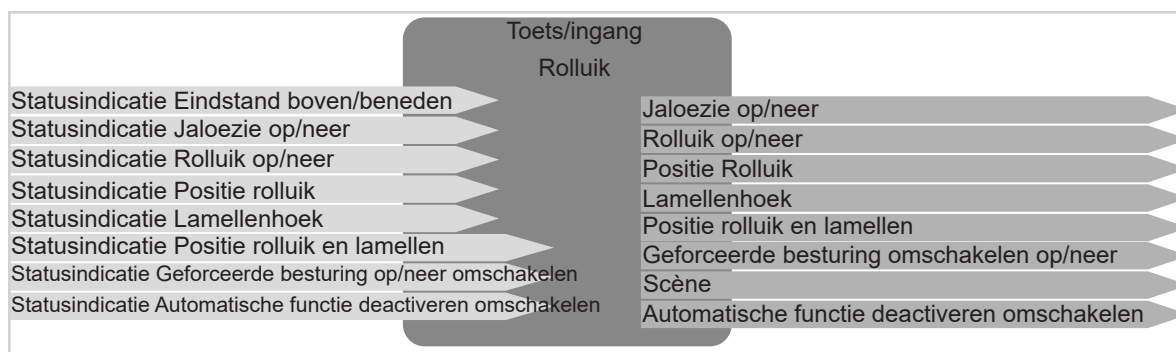 Toets/ingang
Rolluik
Statusindicatie Eindstand boven/beneden
Statusindicatie Jaloezie op/neer
Statusindicatie Rolluik op/neer
Statusindicatie Positie rolluik
Statusindicatie Lamellenhoek
Statusindicatie Positie rolluik en lamellen
Statusindicatie Geforceerde besturing op/neer omschakelen
Statusindicatie Automatische functie deactiveren omschakelen
Jaloezie op/neer
Rolluik op/neer
Positie Rolluik
Lamellenhoek
Positie rolluik en lamellen
Geforceerde besturing omschakelen op/neer
Scène
Automatische functie deactiveren omschakelen